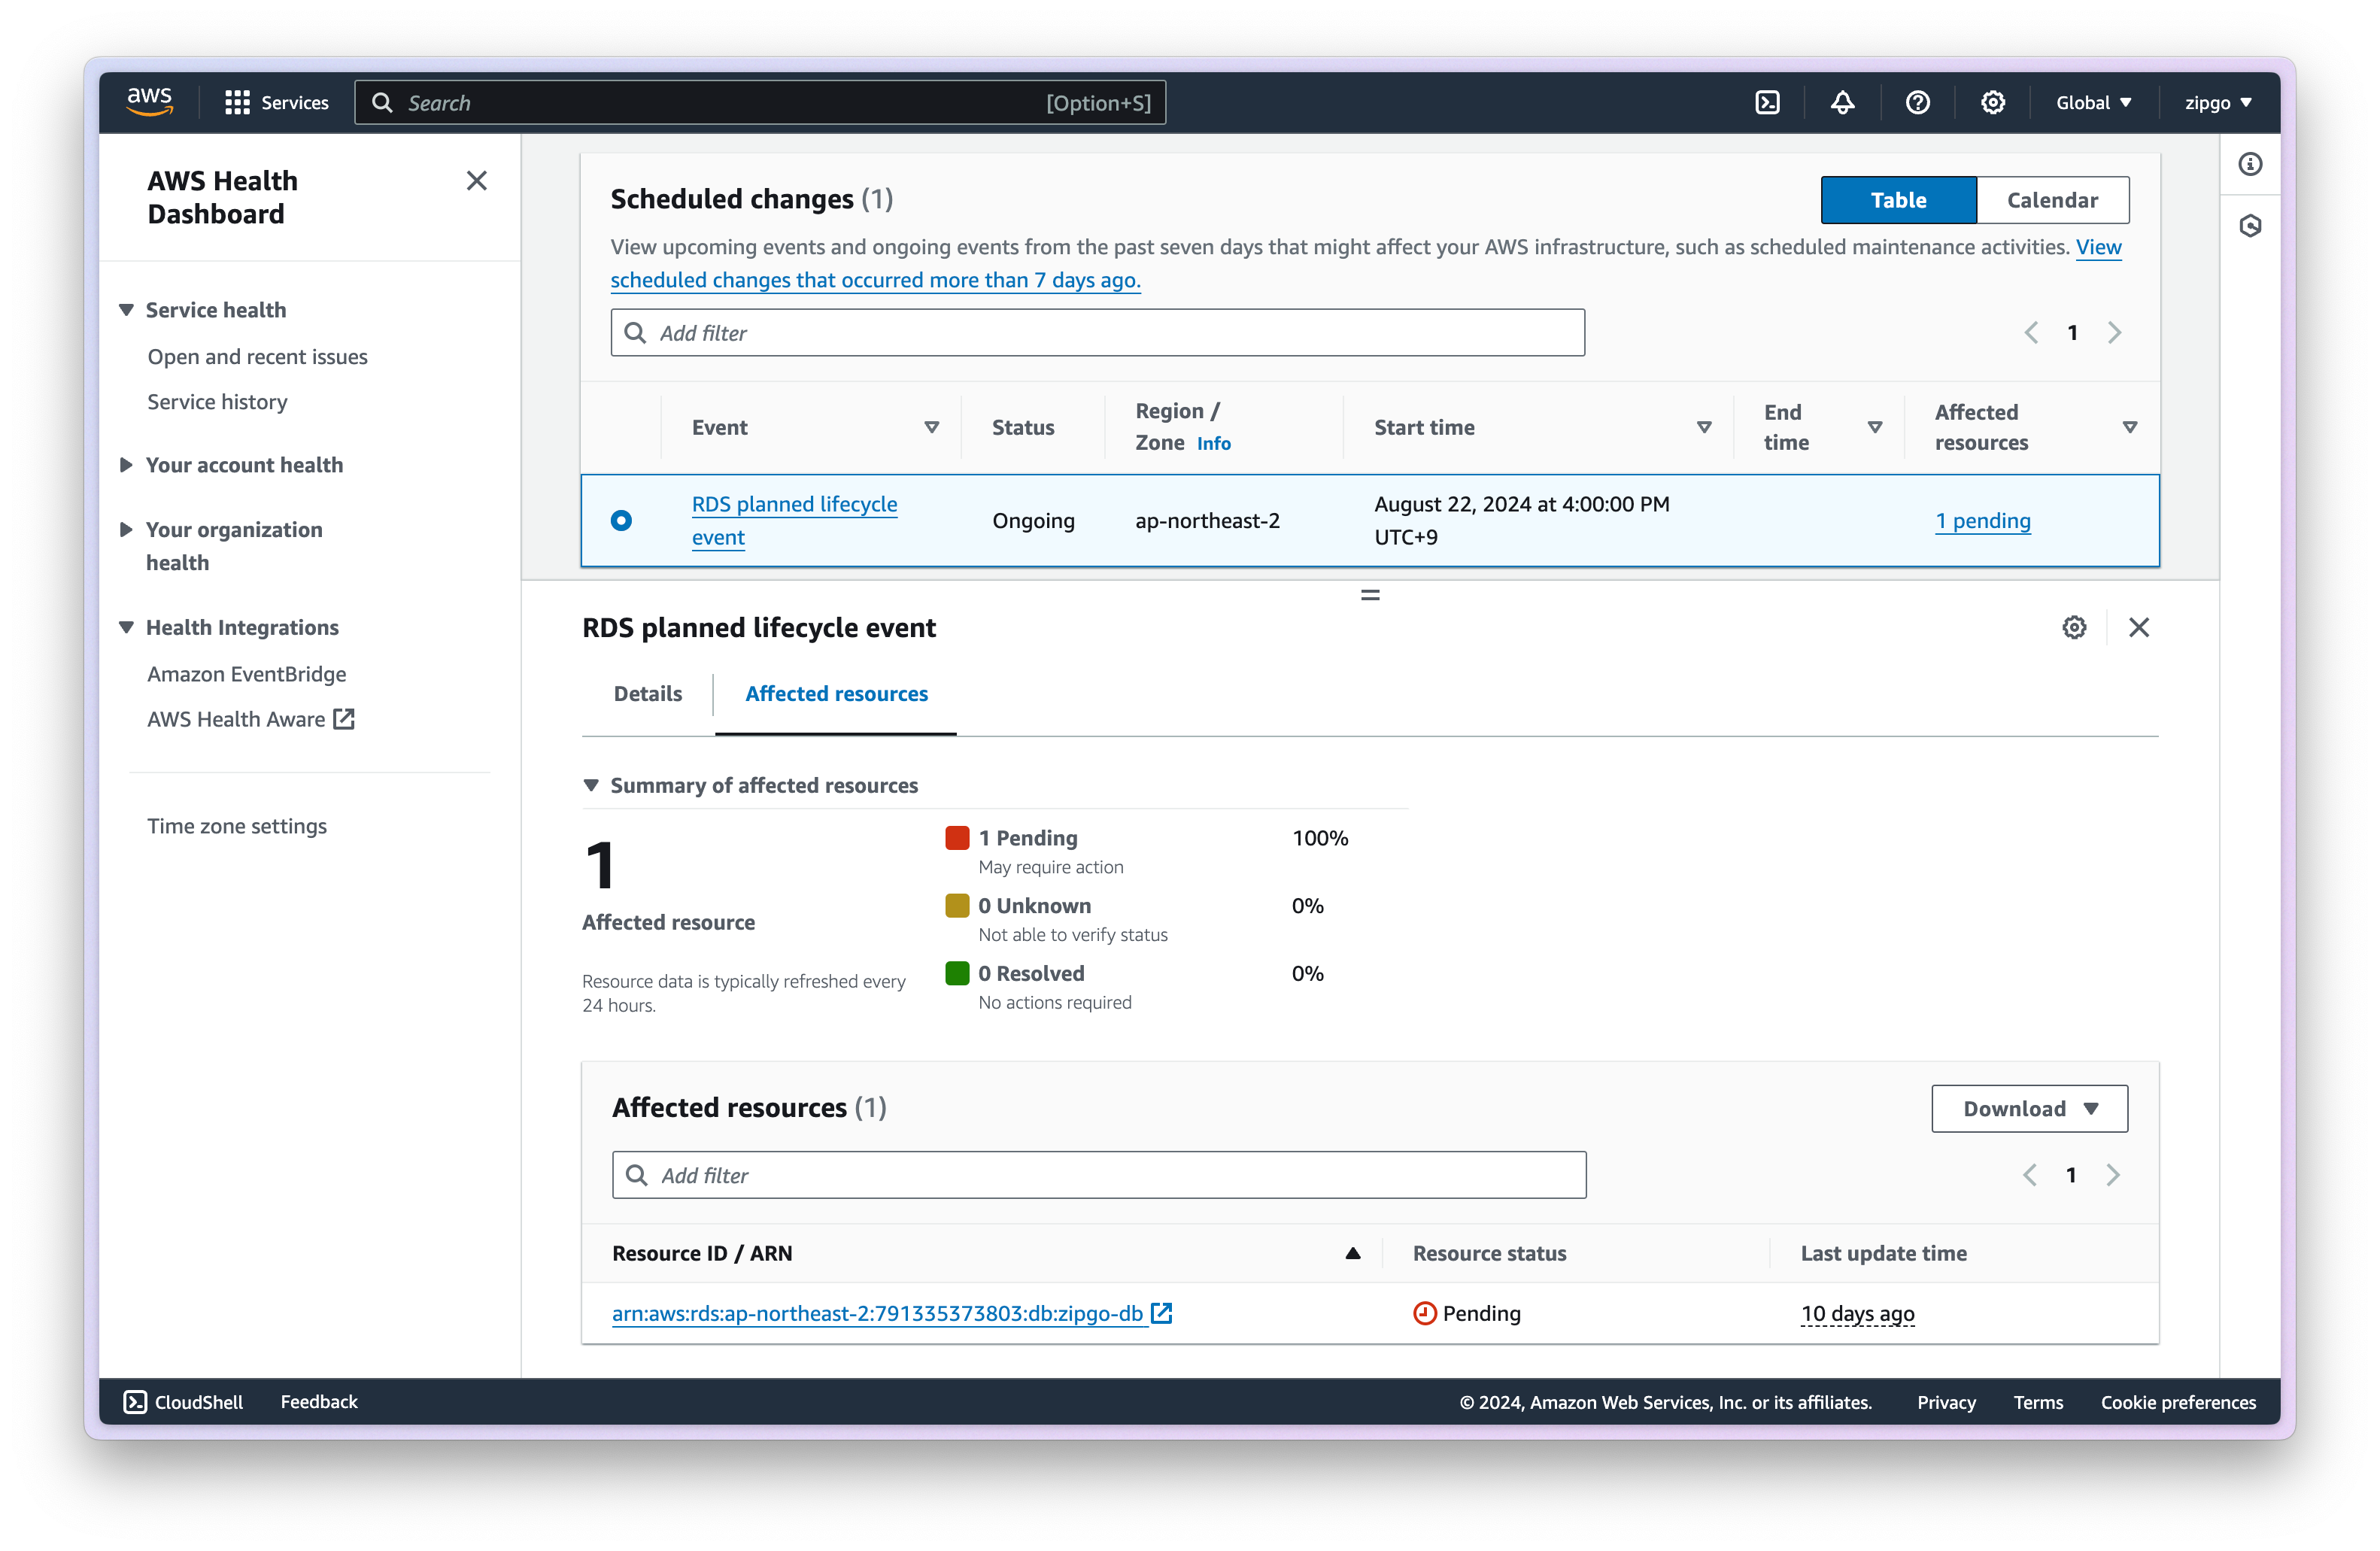 aws
Services
Search
[Option+S]
Global
zipgo
AWS Health
Dashboard
Service health
Open and recent issues
Service history
Your account health
Your organization
health
Health Integrations
Amazon EventBridge
AWS Health Aware
Time zone settings
Scheduled changes (1)
Table
Calendar
View upcoming events and ongoing events from the past seven days that might affect your AWS infrastructure, such as scheduled maintenance activities. View
scheduled changes that occurred more than 7 days ago.
Add filter
1
Event
Status
Region /
Zone Info
Start time
End
time
Affected
resources
RDS planned lifecycle
event
Ongoing
ap-northeast-2
August 22, 2024 at 4:00:00 PM
UTC+9
1 pending
RDS planned lifecycle event
Details
Affected resources
Summary of affected resources
1
Affected resource
Resource data is typically refreshed every
24 hours.
1 Pending
100%
May require action
0 Unknown
0%
Not able to verify status
0 Resolved
0%
No actions required
Affected resources (1)
Download
Add filter
1
Resource ID / ARN
Resource status
Last update time
arn:aws:rds:ap-northeast-2:791335373803:db:zipgo-db
Pending
10 days ago
CloudShell
Feedback
© 2024, Amazon Web Services, Inc. or its affiliates.
Privacy
Terms
Cookie preferences